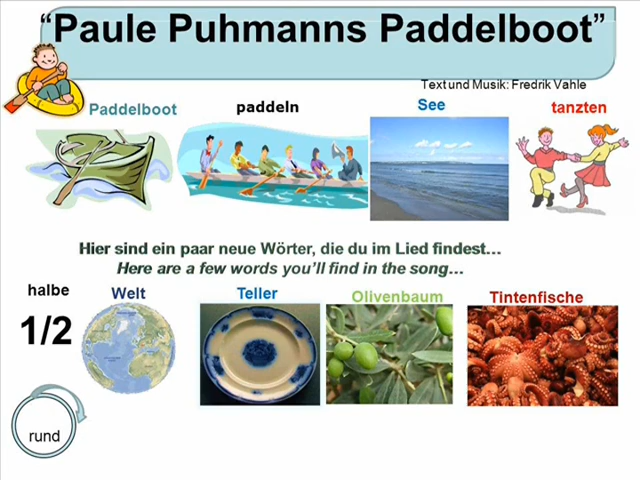 “Paule Puhmanns Paddelboot”
Text und Musik: Fredrik Vahle
Paddelboot
paddeln
See
tanzten
Hier sind ein paar neue Wörter, die du im Lied findest…
Here are a few words you’ll find in the song…
halbe
Welt
Teller
Olivenbaum
Tintenfische
1/2
rund